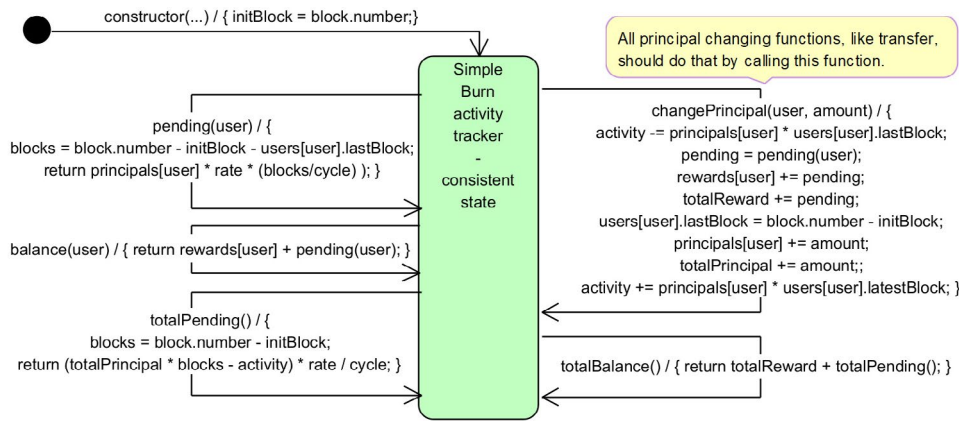 constructor(...) / { initBlock = block.number;}
All principal changing functions, like transfer,
should do that by calling this function.
Simple
Burn
activity
tracker
-
consistent
state
pending(user) / {
blocks = block.number - initBlock - users[user].lastBlock;
return principals[user] * rate * (blocks/cycle) ); }
balance(user) / { return rewards[user] + pending(user); }
totalPending() / {
blocks = block.number - initBlock;
return (totalPrincipal * blocks - activity) * rate / cycle; }
changePrincipal(user, amount) / {
activity -= principals[user] * users[user].lastBlock;
pending = pending(user);
rewards[user] += pending;
totalReward += pending;
users[user].lastBlock = block.number - initBlock;
principals[user] += amount;
totalPrincipal += amount;;
activity += principals[user] * users[user].latestBlock; }
totalBalance() / { return totalReward + totalPending(); }